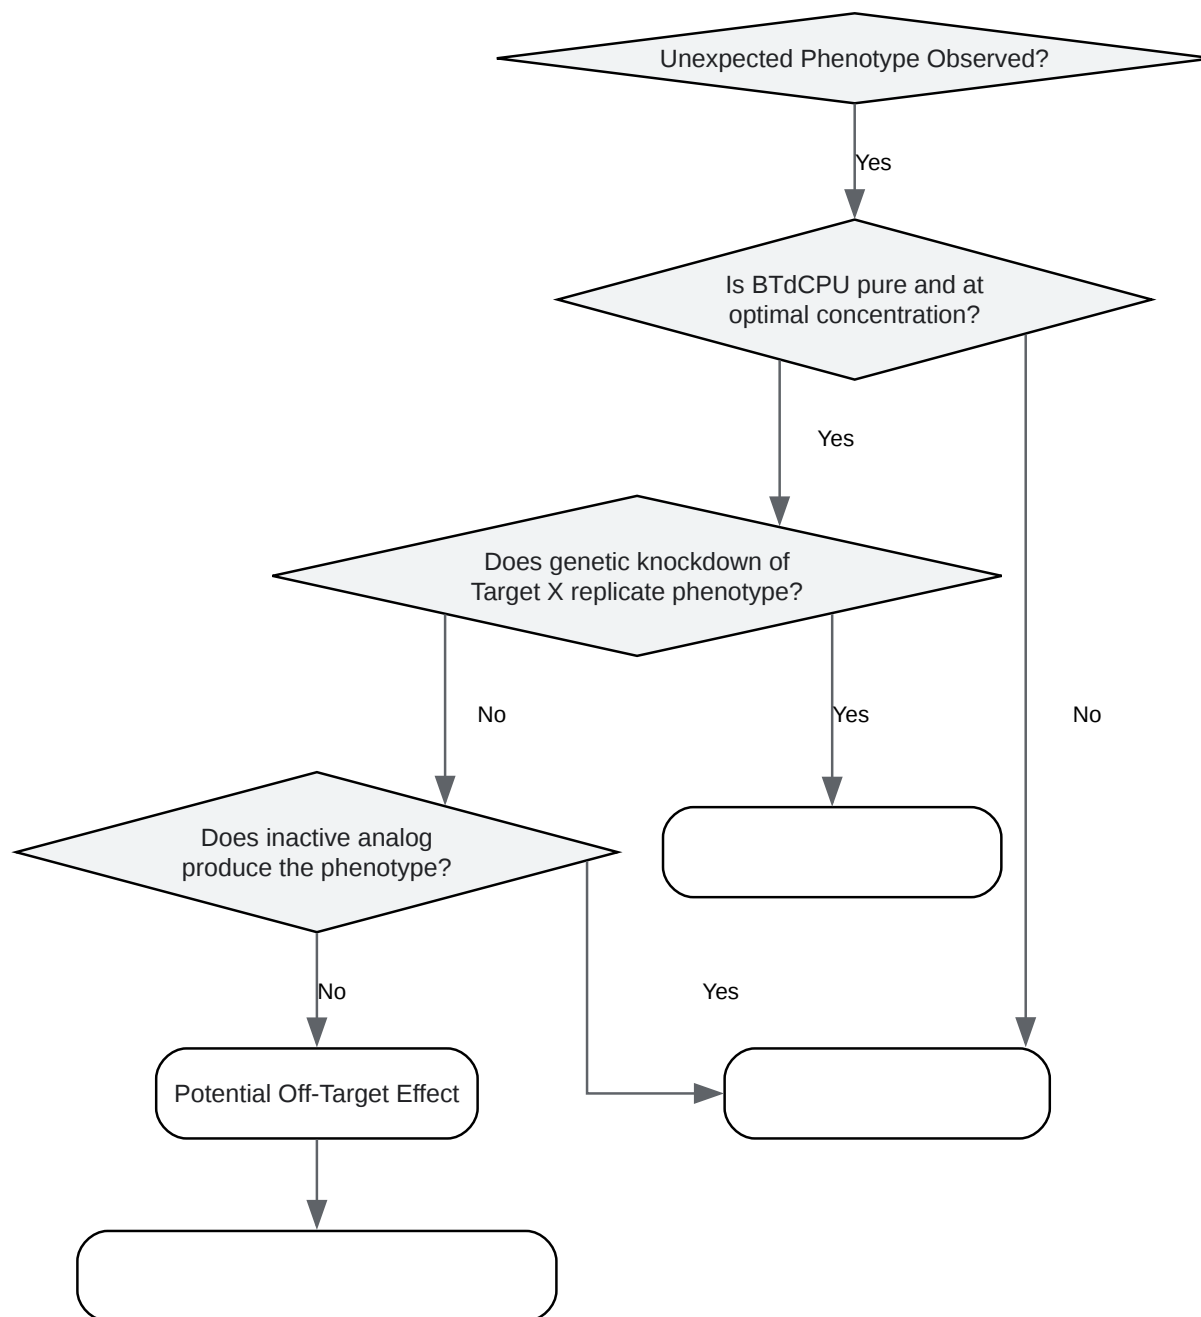 Unexpected Phenotype Observed?
Yes
Is BTdCPU pure and at
optimal concentration?
Yes
Does genetic knockdown of
Target X replicate phenotype?
No
Yes
No
Does inactive analog
produce the phenotype?
No
Yes
Potential Off-Target Effect